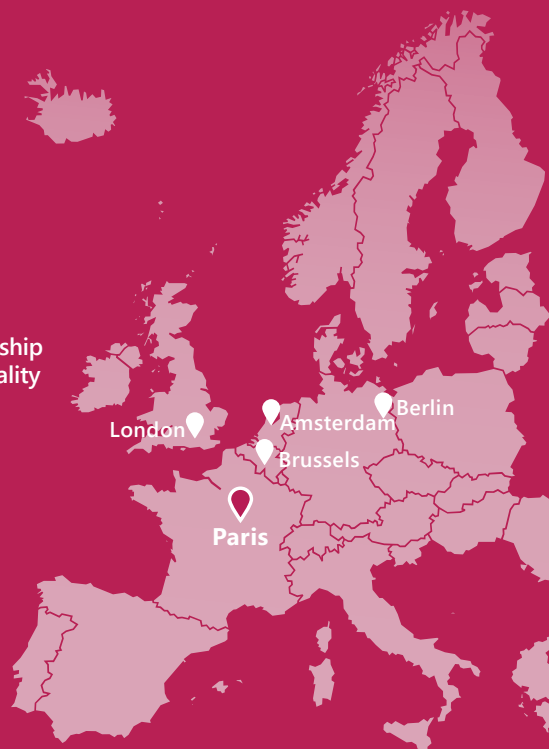 ship
ality
Berlin
Amsterdam
London
Brussels
Paris